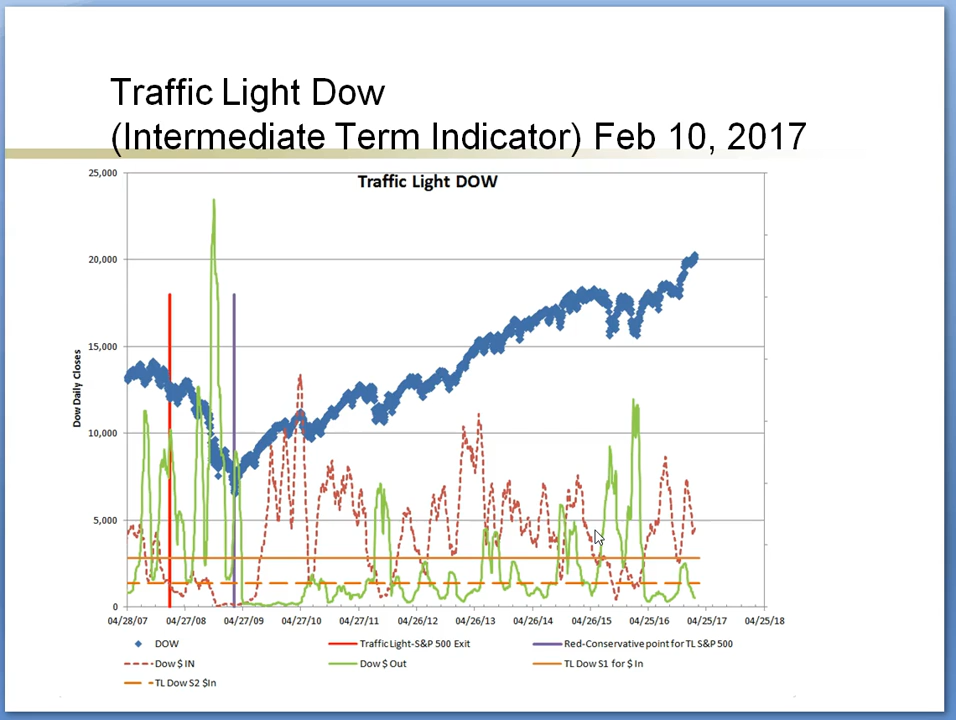 Traffic Light Dow
(Intermediate Term Indicator) Feb 10, 2017
Traffic Light DOW
25,000
20,000
15,000
10,000
5,000
0
Dow Daily Closes
04/28/07 04/27/08 04/27/09 04/27/10 04/27/11 04/26/12 04/26/13 04/26/14 04/26/15 04/25/16 04/25/17 04/25/18
DOW Traffic Light-S&P 500 Exit Red-Conservative point for TL S&P 500
Dow $ IN Dow $ Out TL Dow S1 for $ In
TL Dow S2 $In